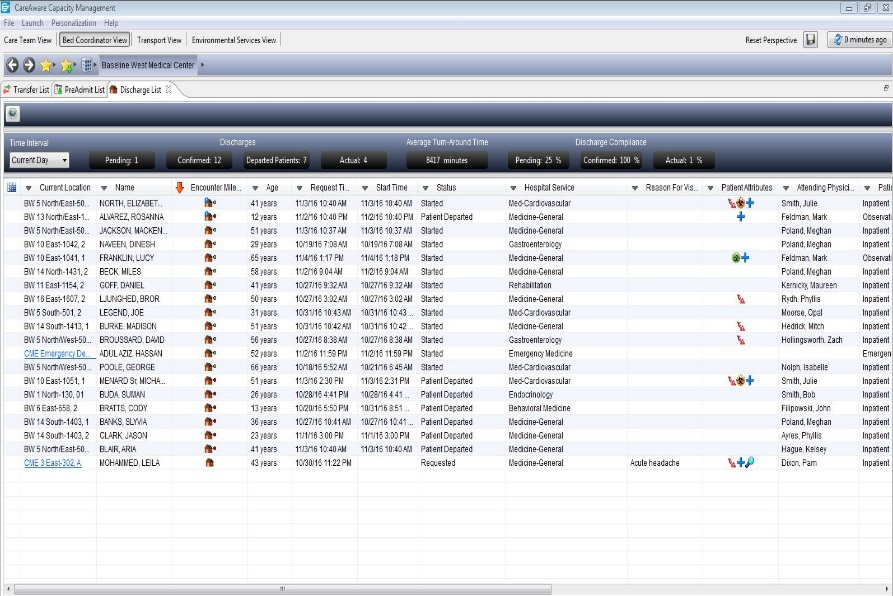 CareAware Capacity Management
File Launch Personalization Help
Care Team View Bed Coordinator View Transport View Environmental Services View Reset Perspective 0 minutes ago
Baseline West Medical Center
Transfer List PreAdmit List Discharge List
Time Interval Discharges Average Turn-Around Time Discharge Compliance
Current Day Pending: 1 Confirmed: 12 Departed Patients: 7 Actual: 4 8417 minutes Pending: 25 % Confirmed: 100 % Actual: 1 %
Current Location Name Encounter Mile... Age Request Ti... Start Time Status Hospital Service Reason For Vis... Patient Attributes Attending Physici... Pati
BW 5 North/East-50... NORTH, ELIZABET... 41 years 11/3/16 10:40 AM 11/3/16 10:40 AM Started Med-Cardiovascular Smith, Julie Inpatient
BW 13 North/East-1... ALVAREZ, ROSANNA 12 years 11/2/16 10:40 PM 11/2/16 10:40 PM Patient Departed Medicine-General Feldman, Mark Observati
BW 5 North/East-50... JACKSON, MACKEN... 51 years 11/3/16 10:37 AM 11/3/16 10:37 AM Started Med-Cardiovascular Poland, Meghan Inpatient
BW 10 East-1042, 2 NAVEEN, DINESH 29 years 10/19/16 7:08 AM 10/19/16 7:08 AM Started Gastroenterology Poland, Meghan Inpatient
BW 10 East-1041, 1 FRANKLIN, LUCY 65 years 11/4/16 1:17 PM 11/4/16 1:18 PM Started Medicine-General Feldman, Mark Observati
BW 14 North-1431, 2 BECK, MILES 58 years 11/2/16 9:04 AM 11/2/16 9:04 AM Started Medicine-General Poland, Meghan Inpatient
BW 11 East-1154, 2 GOFF, DANIEL 41 years 10/27/16 9:32 AM 10/27/16 9:32 AM Started Rehabilitation Kernicky, Maureen Inpatient
BW 16 East-1607, 2 LJUNGHED, BROR 50 years 10/27/16 3:02 AM 10/27/16 3:02 AM Started Medicine-General Rydh, Phyllis Inpatient
BW 5 South-501, 2 LEGEND, JOE 31 years 10/31/16 10:43 AM 10/31/16 10:43 ... Started Med-Cardiovascular Moorse, Opal Inpatient
BW 14 South-1413, 1 BURKE, MADISON 51 years 10/31/16 10:42 AM 10/31/16 10:42 ... Started Medicine-General Hedrick, Mitch Inpatient
BW 5 North/West-50... BROUSSARD, DAVID 56 years 10/27/16 8:38 AM 10/27/16 8:38 AM Started Gastroenterology Hollingsworth, Zach Inpatient
CME Emergency De... ADUL AZIZ, HASSAN 52 years 11/2/16 11:59 PM 11/2/16 11:59 PM Started Emergency Medicine Emergen
BW 5 North/West-50... POOLE, GEORGE 66 years 10/18/16 5:52 AM 10/21/16 6:45 AM Started Med-Cardiovascular Nolph, Isabelle Inpatient
BW 10 East-1051, 1 MENARD St, MICHA... 51 years 11/3/16 2:30 PM 11/3/16 2:31 PM Patient Departed Med-Cardiovascular Smith, Julie Inpatient
BW 1 North-130, 01 BUDA, SUMAN 26 years 10/28/16 4:41 PM 10/28/16 4:41 ... Patient Departed Endocrinology Smith, Bob Inpatient
BW 6 East-658, 2 BRATTS, CODY 13 years 10/20/16 5:50 PM 10/31/16 8:51 ... Patient Departed Behavioral Medicine Filipowski, John Inpatient
BW 14 South-1403, 1 BANKS, SLYVIA 36 years 10/27/16 10:41 AM 10/27/16 10:41 ... Patient Departed Medicine-General Poland, Meghan Inpatient
BW 14 South-1403, 2 CLARK, JASON 23 years 11/1/16 3:00 PM 11/1/16 3:00 PM Patient Departed Medicine-General Ayres, Phyllis Inpatient
BW 5 North/East-50... BLAIR, ARIA 41 years 11/3/16 10:40 AM 11/3/16 10:40 AM Patient Departed Medicine-General Hague, Kelsey Inpatient
CME 3 East-302, A MOHAMMED, LEILA 43 years 10/30/16 11:22 PM Requested Medicine-General Acute headache Dixon, Pam Inpatient